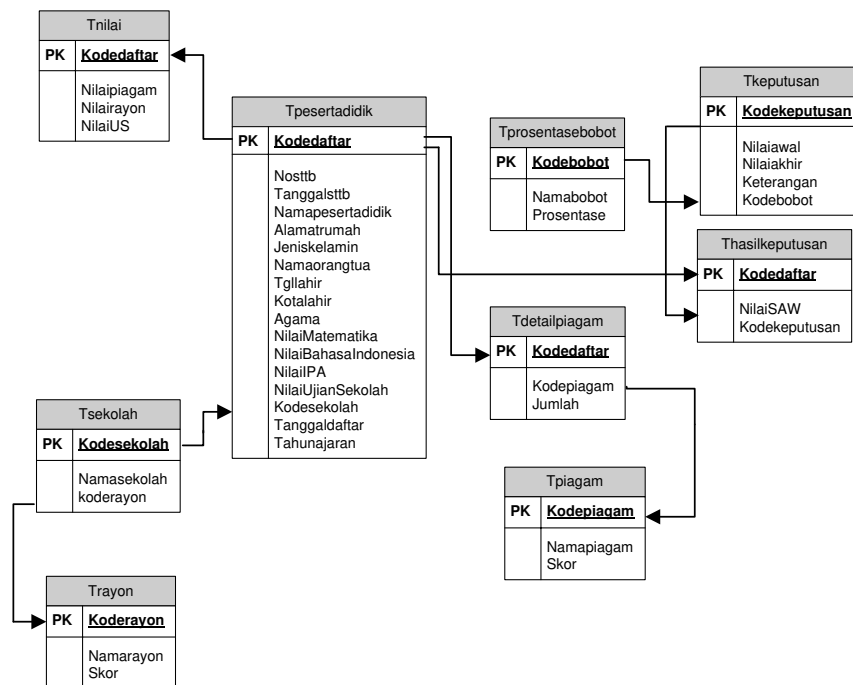 Tnilai
PK Kodedaftar
Nilaipiagam
Nilairayon
NilaiUS
Tpesertadidik
PK Kodedaftar
Nosttb
Tanggalsttb
Namapesertadidik
Alamatrumah
Jeniskelamin
Namaorangtua
Tgllahir
Kotalahir
Agama
NilaiMatematika
NilaiBahasaIndonesia
NilaiIPA
NilaiUjianSekolah
Kodesekolah
Tanggaldaftar
Tahunajaran
Tprosentasebobot
PK Kodebobot
Namabobot
Prosentase
Tkeputusan
PK Kodekeputusan
Nilaiawal
Nilaiakhir
Keterangan
Kodebobot
Thasilkeputusan
PK Kodedaftar
NilaiSAW
Kodekeputusan
Tdetailpiagam
PK Kodedaftar
Kodepiagam
Jumlah
Tsekolah
PK Kodesekolah
Namasekolah
koderayon
Tpiagam
PK Kodepiagam
Namapiagam
Skor
Trayon
PK Koderayon
Namarayon
Skor